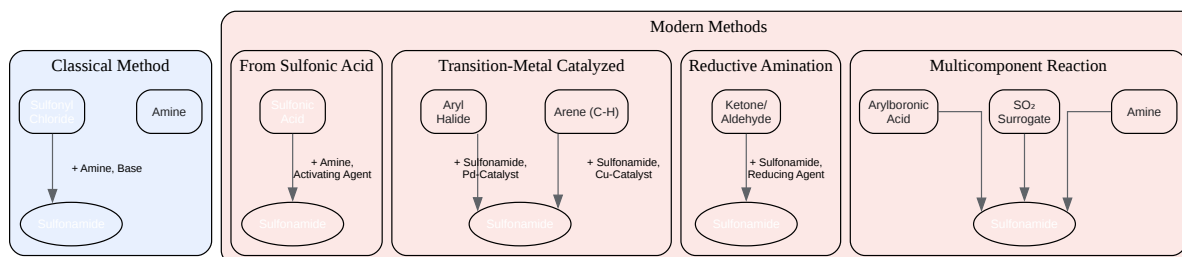 Modern Methods
Classical Method
Sulfonyl
Chloride
Amine
+ Amine, Base
Sulfonamide
From Sulfonic Acid
Sulfonic
Acid
+ Amine,
Activating Agent
Sulfonamide
Transition-Metal Catalyzed
Aryl
Halide
Arene (C-H)
+ Sulfonamide,
Pd-Catalyst
+ Sulfonamide,
Cu-Catalyst
Sulfonamide
Reductive Amination
Ketone/
Aldehyde
+ Sulfonamide,
Reducing Agent
Sulfonamide
Multicomponent Reaction
Arylboronic
Acid
SO₂
Surrogate
Amine
Sulfonamide